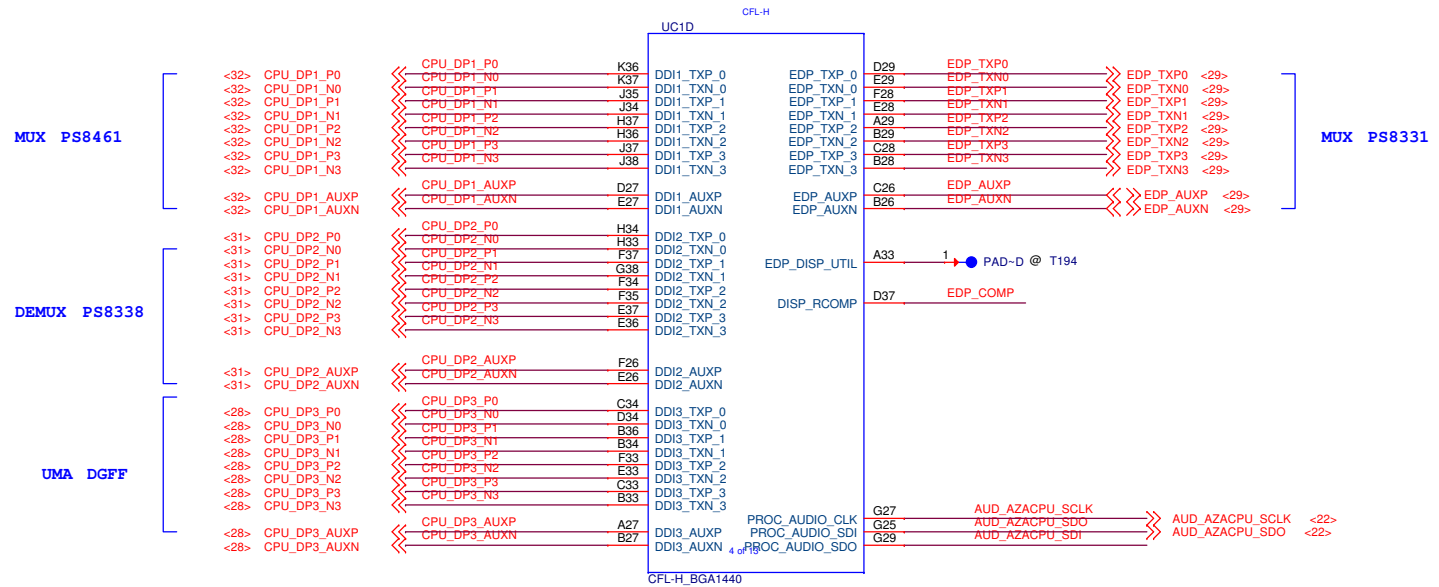 CFL-H
UC1D
<32> CPU_DP1_P0 CPU_DP1_P0 K36 DDI1_TXP_0 EDP_TXP_0 D29 EDP_TXP0 EDP_TXP0 <29>
<32> CPU_DP1_N0 CPU_DP1_N0 K37 DDI1_TXN_0 EDP_TXN_0 E29 EDP_TXN0 EDP_TXN0 <29>
<32> CPU_DP1_P1 CPU_DP1_P1 J35 DDI1_TXP_1 EDP_TXP_1 F28 EDP_TXP1 EDP_TXP1 <29>
<32> CPU_DP1_N1 CPU_DP1_N1 J34 DDI1_TXN_1 EDP_TXN_1 E28 EDP_TXN1 EDP_TXN1 <29>
<32> CPU_DP1_P2 CPU_DP1_P2 H37 DDI1_TXP_2 EDP_TXP_2 A29 EDP_TXP2 EDP_TXP2 <29>
MUX PS8461
MUX PS8331
<32> CPU_DP1_N2 CPU_DP1_N2 H36 DDI1_TXN_2 EDP_TXN_2 B29 EDP_TXN2 EDP_TXN2 <29>
<32> CPU_DP1_P3 CPU_DP1_P3 J37 DDI1_TXP_3 EDP_TXP_3 C28 EDP_TXP3 EDP_TXP3 <29>
<32> CPU_DP1_N3 CPU_DP1_N3 J38 DDI1_TXN_3 EDP_TXN_3 B28 EDP_TXN3 EDP_TXN3 <29>
<32> CPU_DP1_AUXP CPU_DP1_AUXP D27 DDI1_AUXP EDP_AUXP C26 EDP_AUXP EDP_AUXP <29>
<32> CPU_DP1_AUXN CPU_DP1_AUXN E27 DDI1_AUXN EDP_AUXN B26 EDP_AUXN EDP_AUXN <29>
<31> CPU_DP2_P0 CPU_DP2_P0 H34 DDI2_TXP_0
<31> CPU_DP2_N0 CPU_DP2_N0 H33 DDI2_TXN_0
<31> CPU_DP2_P1 CPU_DP2_P1 F37 DDI2_TXP_1 EDP_DISP_UTIL A33 1 PAD~D @ T194
<31> CPU_DP2_N1 CPU_DP2_N1 G38 DDI2_TXN_1
<31> CPU_DP2_P2 CPU_DP2_P2 F34 DDI2_TXP_2
<31> CPU_DP2_N2 CPU_DP2_N2 F35 DDI2_TXN_2 DISP_RCOMP D37 EDP_COMP
DEMUX PS8338
<31> CPU_DP2_P3 CPU_DP2_P3 E37 DDI2_TXP_3
<31> CPU_DP2_N3 CPU_DP2_N3 E36 DDI2_TXN_3
<31> CPU_DP2_AUXP CPU_DP2_AUXP F26 DDI2_AUXP
<31> CPU_DP2_AUXN CPU_DP2_AUXN E26 DDI2_AUXN
<28> CPU_DP3_P0 CPU_DP3_P0 C34 DDI3_TXP_0
<28> CPU_DP3_N0 CPU_DP3_N0 D34 DDI3_TXN_0
<28> CPU_DP3_P1 CPU_DP3_P1 B36 DDI3_TXP_1
<28> CPU_DP3_N1 CPU_DP3_N1 B34 DDI3_TXN_1
<28> CPU_DP3_P2 CPU_DP3_P2 F33 DDI3_TXP_2
UMA DGFF
<28> CPU_DP3_N2 CPU_DP3_N2 E33 DDI3_TXN_2
<28> CPU_DP3_P3 CPU_DP3_P3 C33 DDI3_TXP_3
<28> CPU_DP3_N3 CPU_DP3_N3 B33 DDI3_TXN_3
PROC_AUDIO_CLK G27 AUD_AZACPU_SCLK AUD_AZACPU_SCLK <22>
<28> CPU_DP3_AUXP CPU_DP3_AUXP A27 DDI3_AUXP PROC_AUDIO_SDI G25 AUD_AZACPU_SDO AUD_AZACPU_SDO <22>
<28> CPU_DP3_AUXN CPU_DP3_AUXN B27 DDI3_AUXN PROC_AUDIO_SDO G29 AUD_AZACPU_SDI
4 of 13
CFL-H_BGA1440